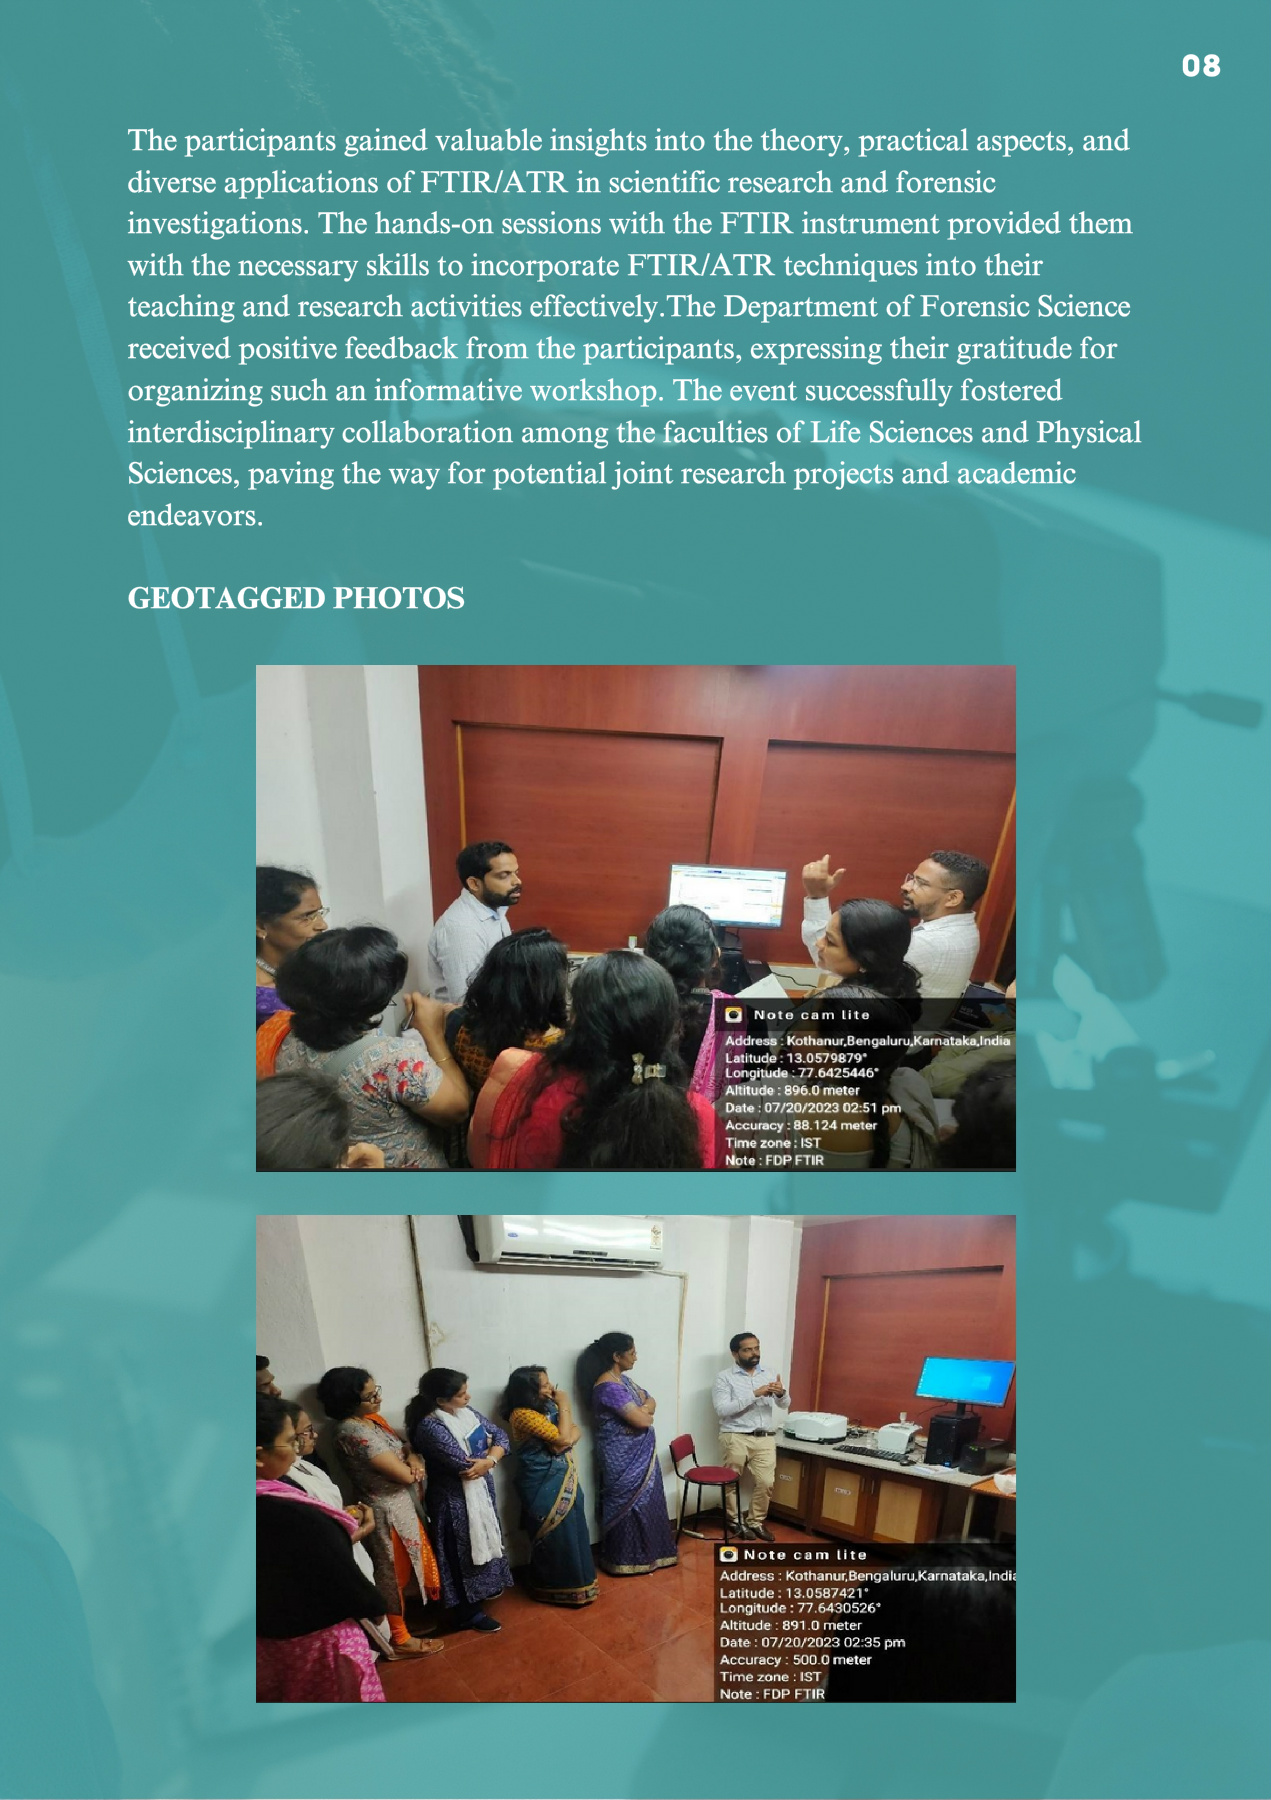 08
The participants gained valuable insights into the theory, practical aspects, and
diverse applications of FTIR/ATR in scientific research and forensic
investigations. The hands-on sessions with the FTIR instrument provided them
with the necessary skills to incorporate FTIR/ATR techniques into their
teaching and research activities effectively.The Department of Forensic Science
received positive feedback from the participants, expressing their gratitude for
organizing such an informative workshop. The event successfully fostered
interdisciplinary collaboration among the faculties of Life Sciences and Physical
Sciences, paving the way for potential joint research projects and academic
endeavors.
GEOTAGGED PHOTOS
Note cam lite
Address : Kothanur,Bengaluru,Karnataka,India
Latitude : 13.0579879°
Longitude : 77.6425446°
Altitude : 896.0 meter
Date : 07/20/2023 02:51 pm
Accuracy : 88.124 meter
Time zone : IST
Note : FDP FTIR
Note cam lite
Address : Kothanur,Bengaluru,Karnataka,India
Latitude : 13.0587421°
Longitude : 77.6430526°
Altitude : 891.0 meter
Date : 07/20/2023 02:35 pm
Accuracy : 500.0 meter
Time zone : IST
Note : FDP FTIR